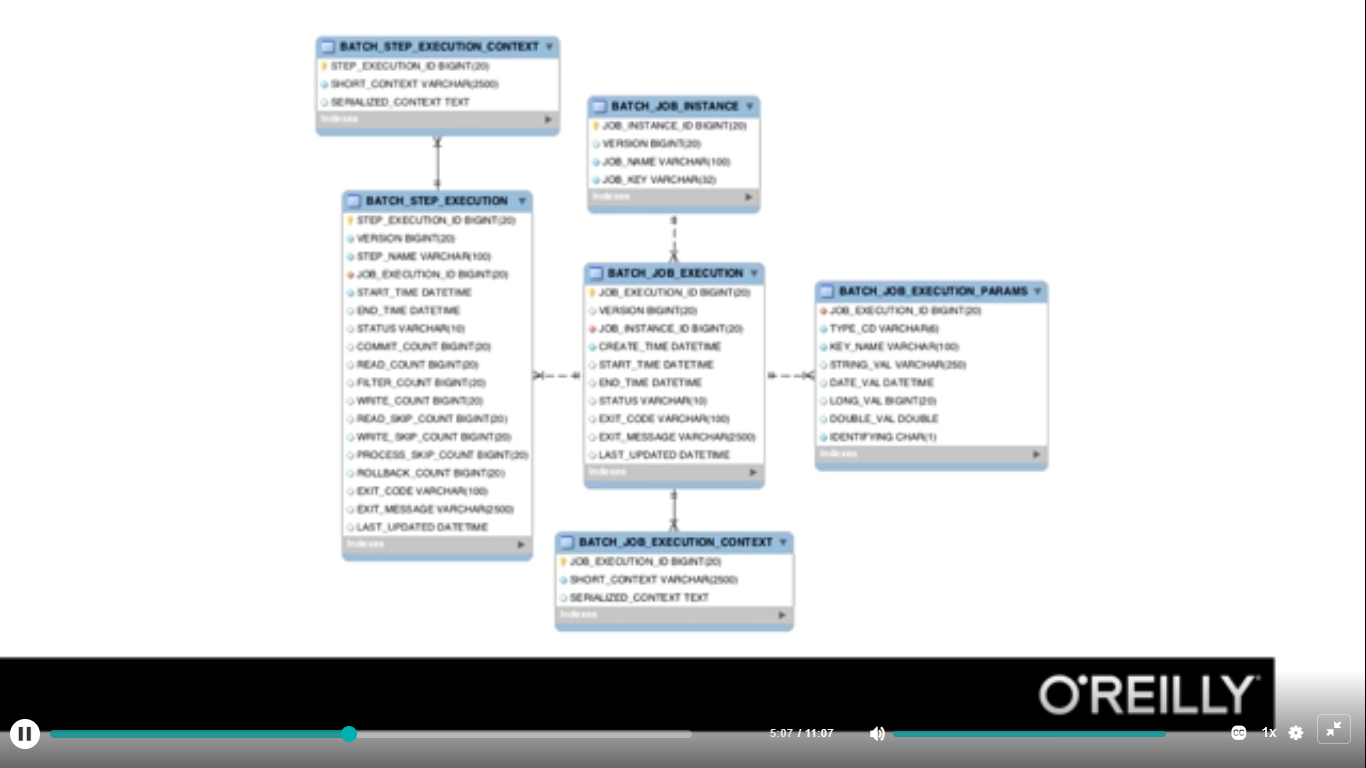 BATCH_STEP_EXECUTION_CONTEXT
STEP_EXECUTION_ID BIGINT(20)
SHORT_CONTEXT VARCHAR(2500)
SERIALIZED_CONTEXT TEXT
Indexes
BATCH_JOB_INSTANCE
JOB_INSTANCE_ID BIGINT(20)
VERSION BIGINT(20)
JOB_NAME VARCHAR(100)
JOB_KEY VARCHAR(32)
Indexes
BATCH_STEP_EXECUTION
STEP_EXECUTION_ID BIGINT(20)
VERSION BIGINT(20)
STEP_NAME VARCHAR(100)
JOB_EXECUTION_ID BIGINT(20)
START_TIME DATETIME
END_TIME DATETIME
STATUS VARCHAR(10)
COMMIT_COUNT BIGINT(20)
READ_COUNT BIGINT(20)
FILTER_COUNT BIGINT(20)
WRITE_COUNT BIGINT(20)
READ_SKIP_COUNT BIGINT(20)
WRITE_SKIP_COUNT BIGINT(20)
PROCESS_SKIP_COUNT BIGINT(20)
ROLLBACK_COUNT BIGINT(20)
EXIT_CODE VARCHAR(100)
EXIT_MESSAGE VARCHAR(2500)
LAST_UPDATED DATETIME
Indexes
BATCH_JOB_EXECUTION
JOB_EXECUTION_ID BIGINT(20)
VERSION BIGINT(20)
JOB_INSTANCE_ID BIGINT(20)
CREATE_TIME DATETIME
START_TIME DATETIME
END_TIME DATETIME
STATUS VARCHAR(10)
EXIT_CODE VARCHAR(100)
EXIT_MESSAGE VARCHAR(2500)
LAST_UPDATED DATETIME
Indexes
BATCH_JOB_EXECUTION_PARAMS
JOB_EXECUTION_ID BIGINT(20)
TYPE_CD VARCHAR(6)
KEY_NAME VARCHAR(100)
STRING_VAL VARCHAR(250)
DATE_VAL DATETIME
LONG_VAL BIGINT(20)
DOUBLE_VAL DOUBLE
IDENTIFYING CHAR(1)
Indexes
BATCH_JOB_EXECUTION_CONTEXT
JOB_EXECUTION_ID BIGINT(20)
SHORT_CONTEXT VARCHAR(2500)
SERIALIZED_CONTEXT TEXT
Indexes
O'REILLY
5:07 / 11:07
CC
1x